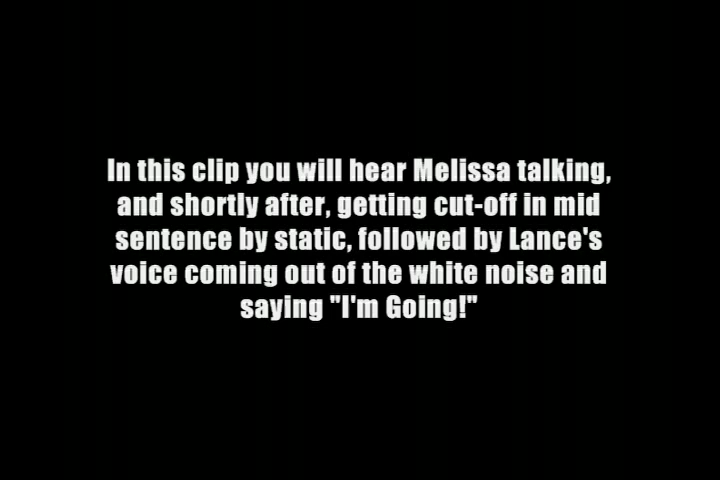 In this clip you will hear Melissa talking,
and shortly after, getting cut-off in mid
sentence by static, followed by Lance's
voice coming out of the white noise and
saying "I'm Going!"